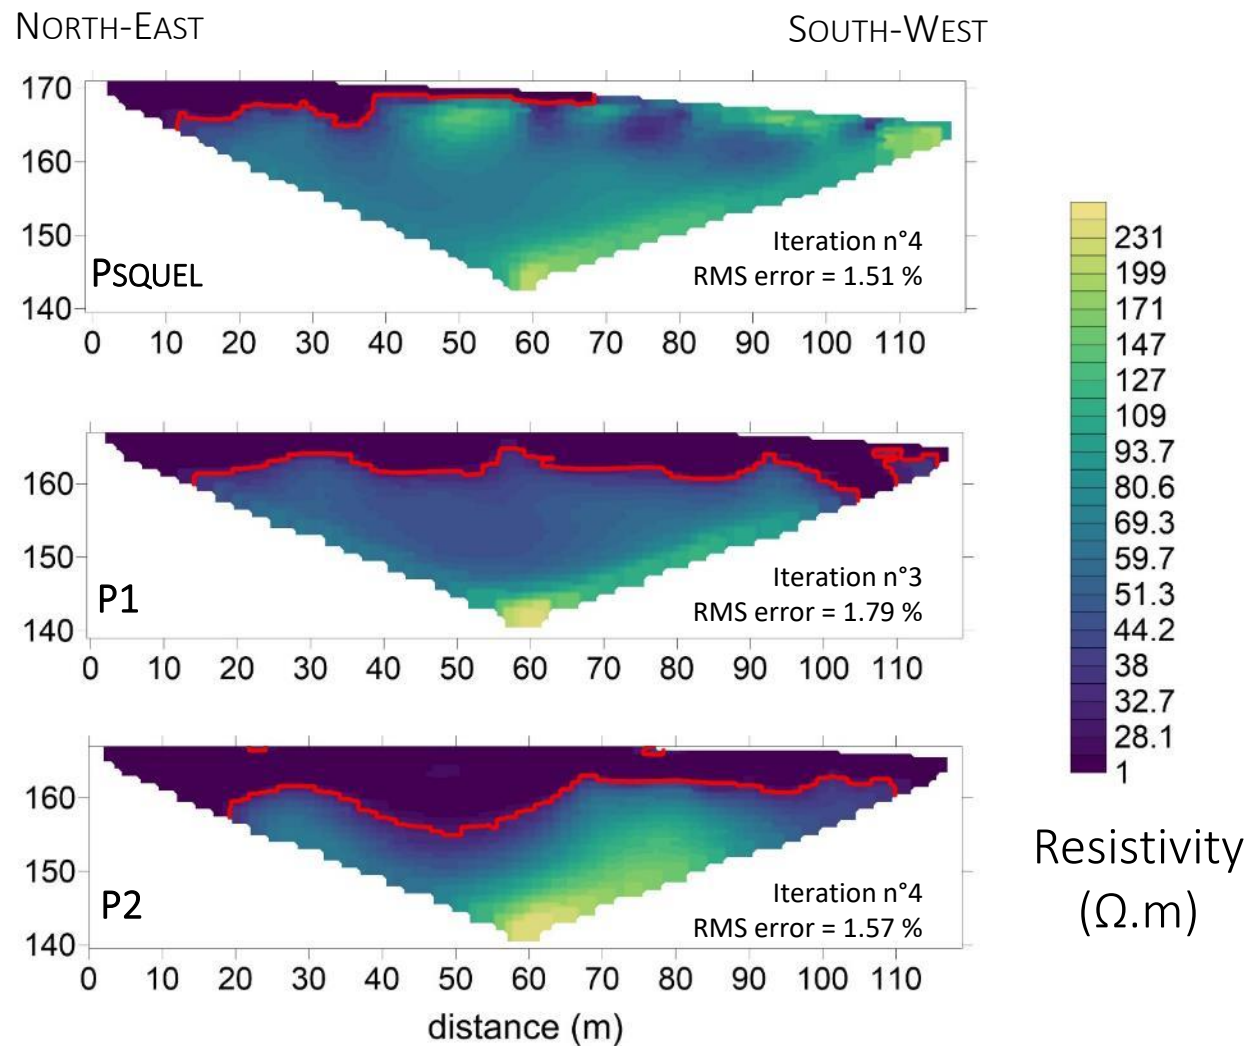 NORTH-EAST
SOUTH-WEST
170
160
150
140
PSQUEL
Iteration n°4
RMS error = 1.51 %
0 10 20 30 40 50 60 70 80 90 100 110
160
150
140
P1
Iteration n°3
RMS error = 1.79 %
0 10 20 30 40 50 60 70 80 90 100 110
160
150
140
P2
Iteration n°4
RMS error = 1.57 %
0 10 20 30 40 50 60 70 80 90 100 110
distance (m)
231
199
171
147
127
109
93.7
80.6
69.3
59.7
51.3
44.2
38
32.7
28.1
1
Resistivity
(Ω.m)